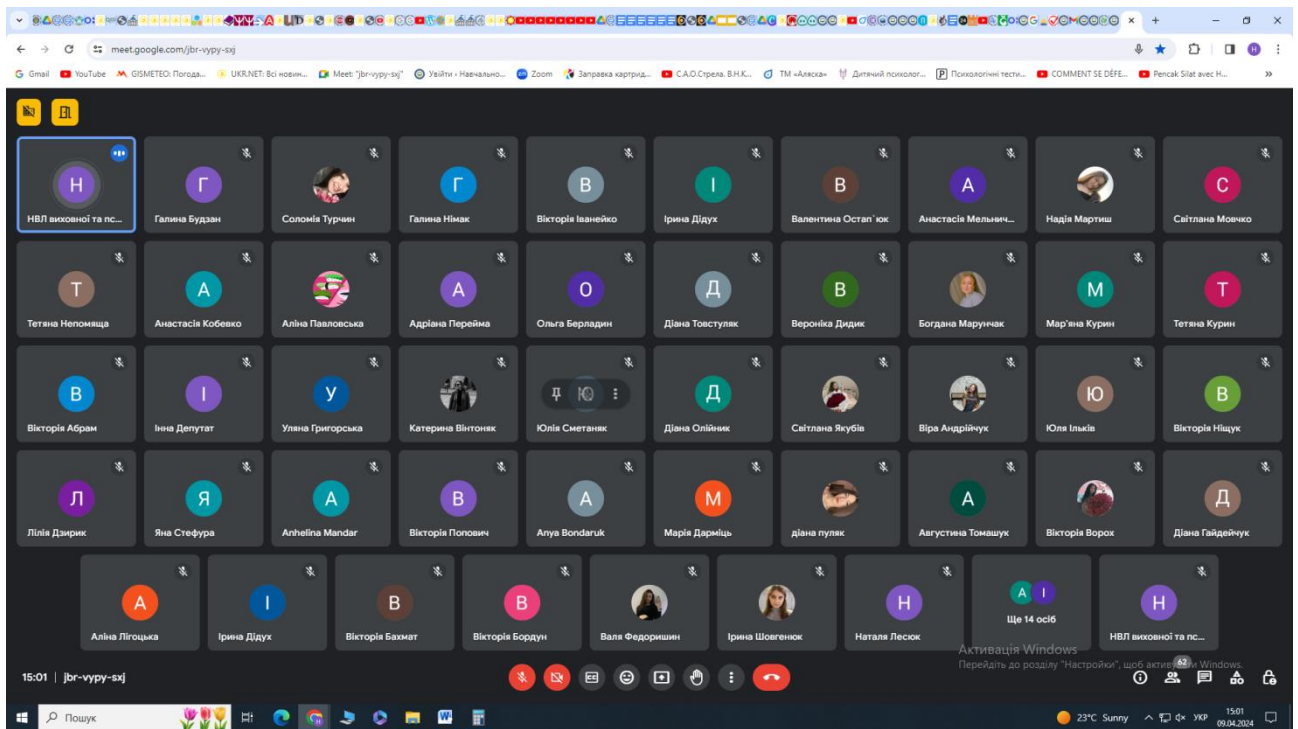 meet.google.com/jbr-vypy-sxj
Gmail YouTube GISMETEO: Погода... UKR.NET: Всі новин... Meet: "jbr-vypy-sxj" Увійти ‹ Навчально... Zoom Заправка картрид... С.А.О.Стрела. В.Н.К... ТМ «Аляска» Дитячий психолог... Психологічні тести... COMMENT SE DÉFE... Pencak Silat avec H...
НВЛ виховної та пс... Галина Будзан Соломія Турчин Галина Німак Вікторія Іванейко Ірина Дідух Валентина Остап`юк Анастасія Мельнич... Надія Мартиш Світлана Мовчко
Тетяна Непомяща Анастасія Кобевко Аліна Павловська Адріана Перейма Ольга Берладин Діана Товстуляк Вероніка Дидик Богдана Марунчак Мар'яна Курин Тетяна Курин
Вікторія Абрам Інна Депутат Уляна Григорська Катерина Вінтоняк Юлія Сметаняк Діана Олійник Світлана Якубів Віра Андрійчук Юля Ільків Вікторія Ніщук
Лілія Дзирик Яна Стефура Anhelina Mandar Вікторія Попович Anya Bondaruk Марія Дарміць діана пуляк Августина Томашук Вікторія Ворох Діана Гайдейчук
Аліна Лігоцька Ірина Дідух Вікторія Бахмат Вікторія Бордун Валя Федоришин Ірина Шовгенюк Наталя Лесюк Ще 14 осіб НВЛ виховної та пс...
Активація Windows
Перейдіть до розділу "Настройки", щоб активувати Windows.
15:01 | jbr-vypy-sxj
62
Пошук
23°C Sunny УКР 15:01
09.04.2024